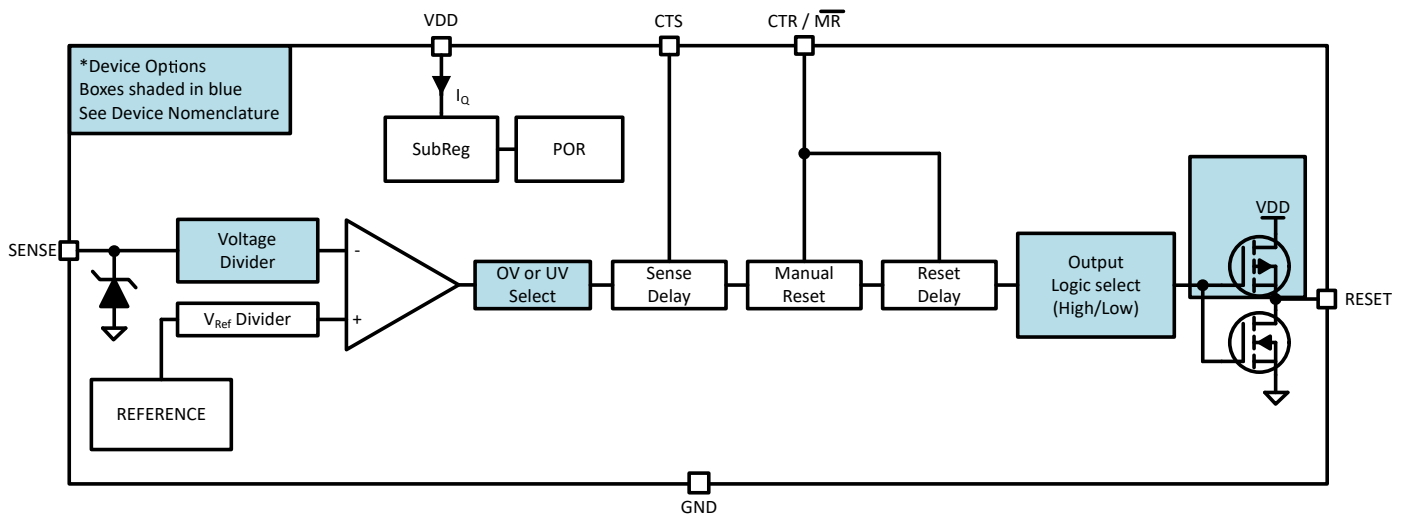 VDD
CTS
CTR / M̅R̅
*Device Options
Boxes shaded in blue
See Device Nomenclature
IQ
SubReg
POR
VDD
SENSE
Voltage
Divider
-
OV or UV
Select
Sense
Delay
Manual
Reset
Reset
Delay
Output
Logic select
(High/Low)
RESET
VRef Divider
+
REFERENCE
GND